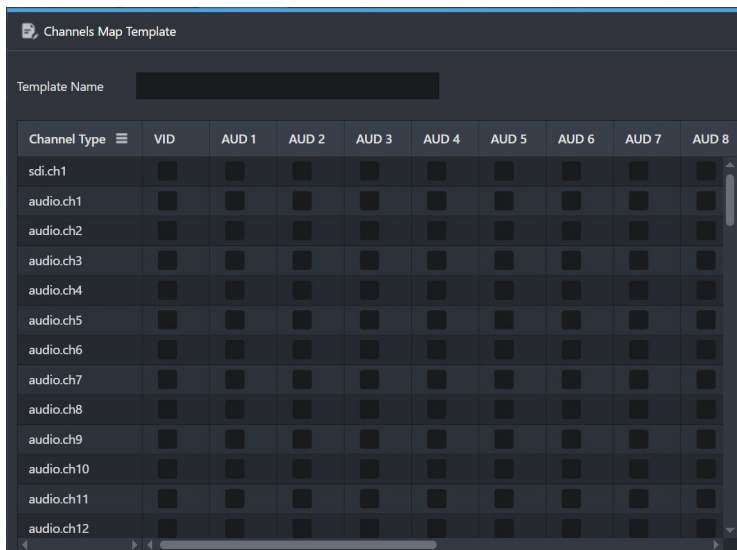 Channels Map Template
Template Name
Channel Type VID AUD 1 AUD 2 AUD 3 AUD 4 AUD 5 AUD 6 AUD 7 AUD 8
sdi.ch1
audio.ch1
audio.ch2
audio.ch3
audio.ch4
audio.ch5
audio.ch6
audio.ch7
audio.ch8
audio.ch9
audio.ch10
audio.ch11
audio.ch12